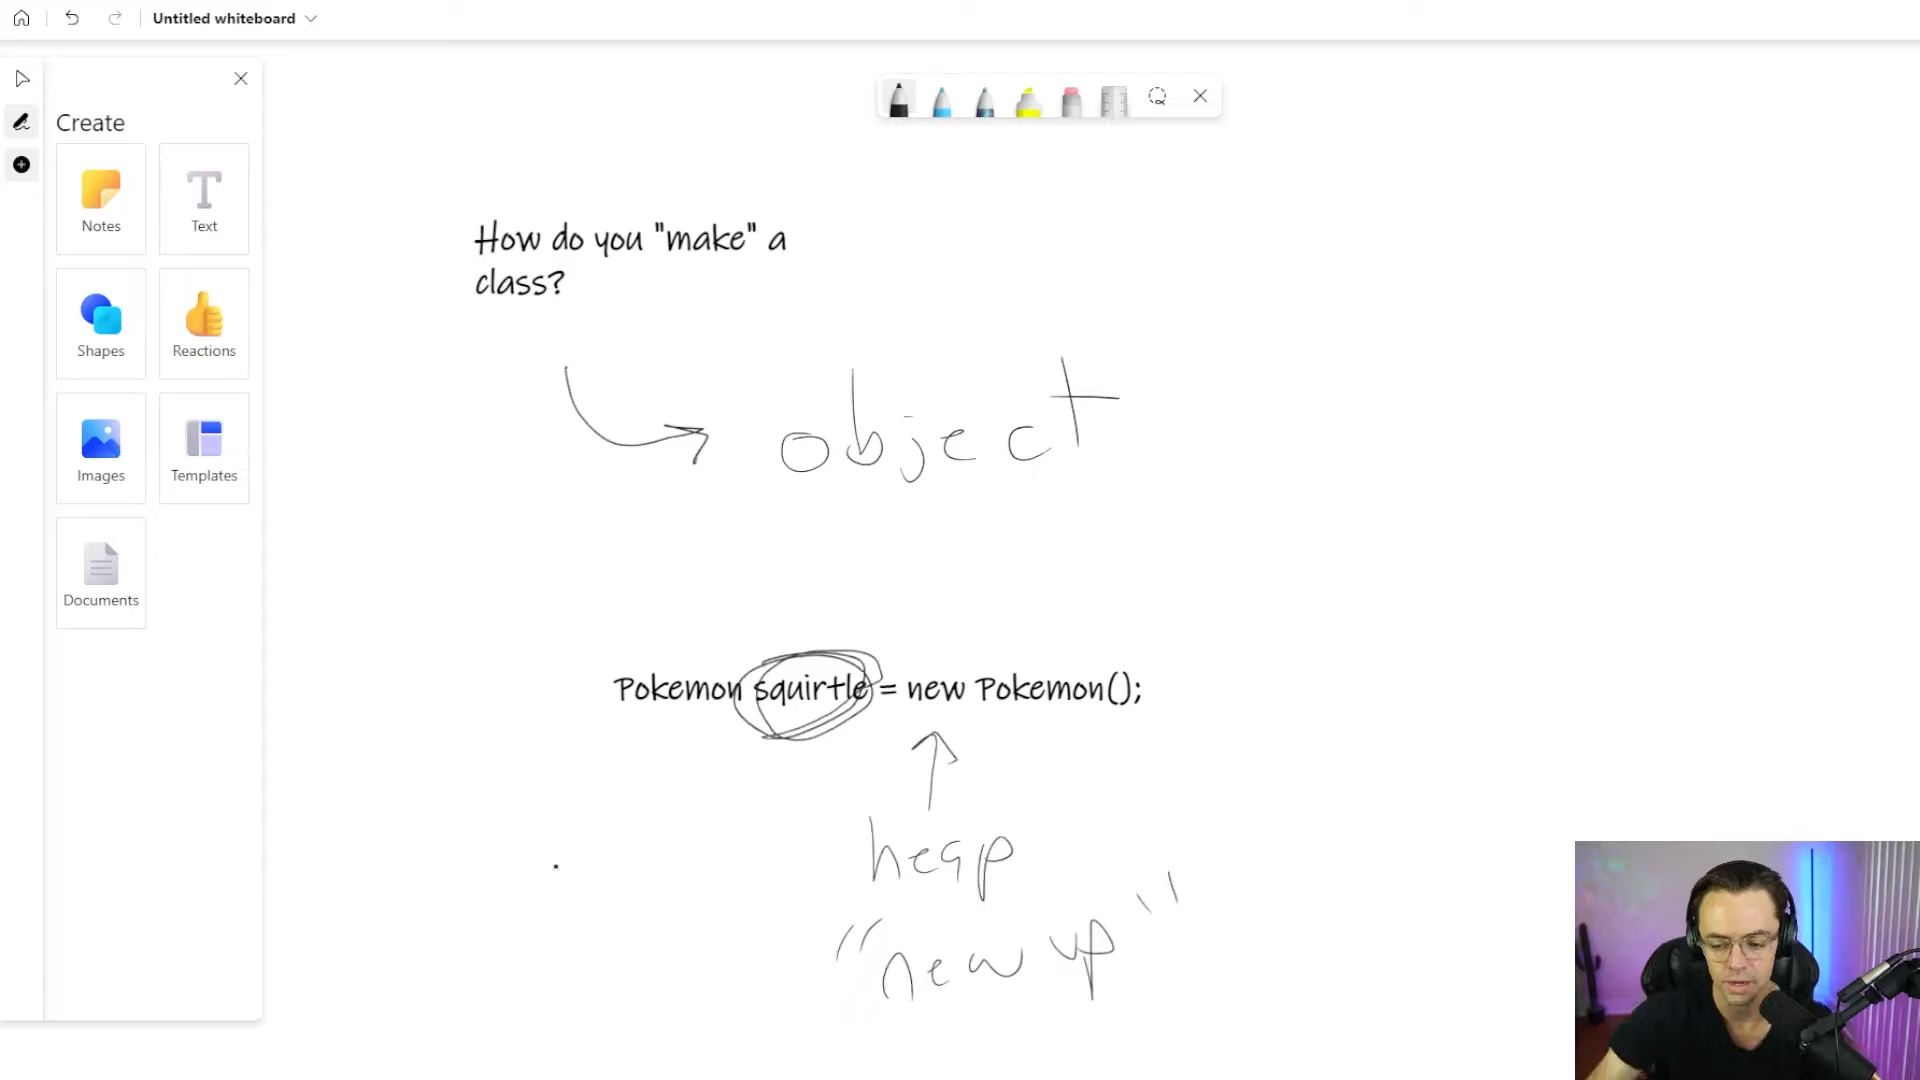 Untitled whiteboard
Create
Notes
Text
Shapes
Reactions
Images
Templates
Documents
How do you "make" a
class?
object
Pokemon squirtle = new Pokemon();
heap
"new up"